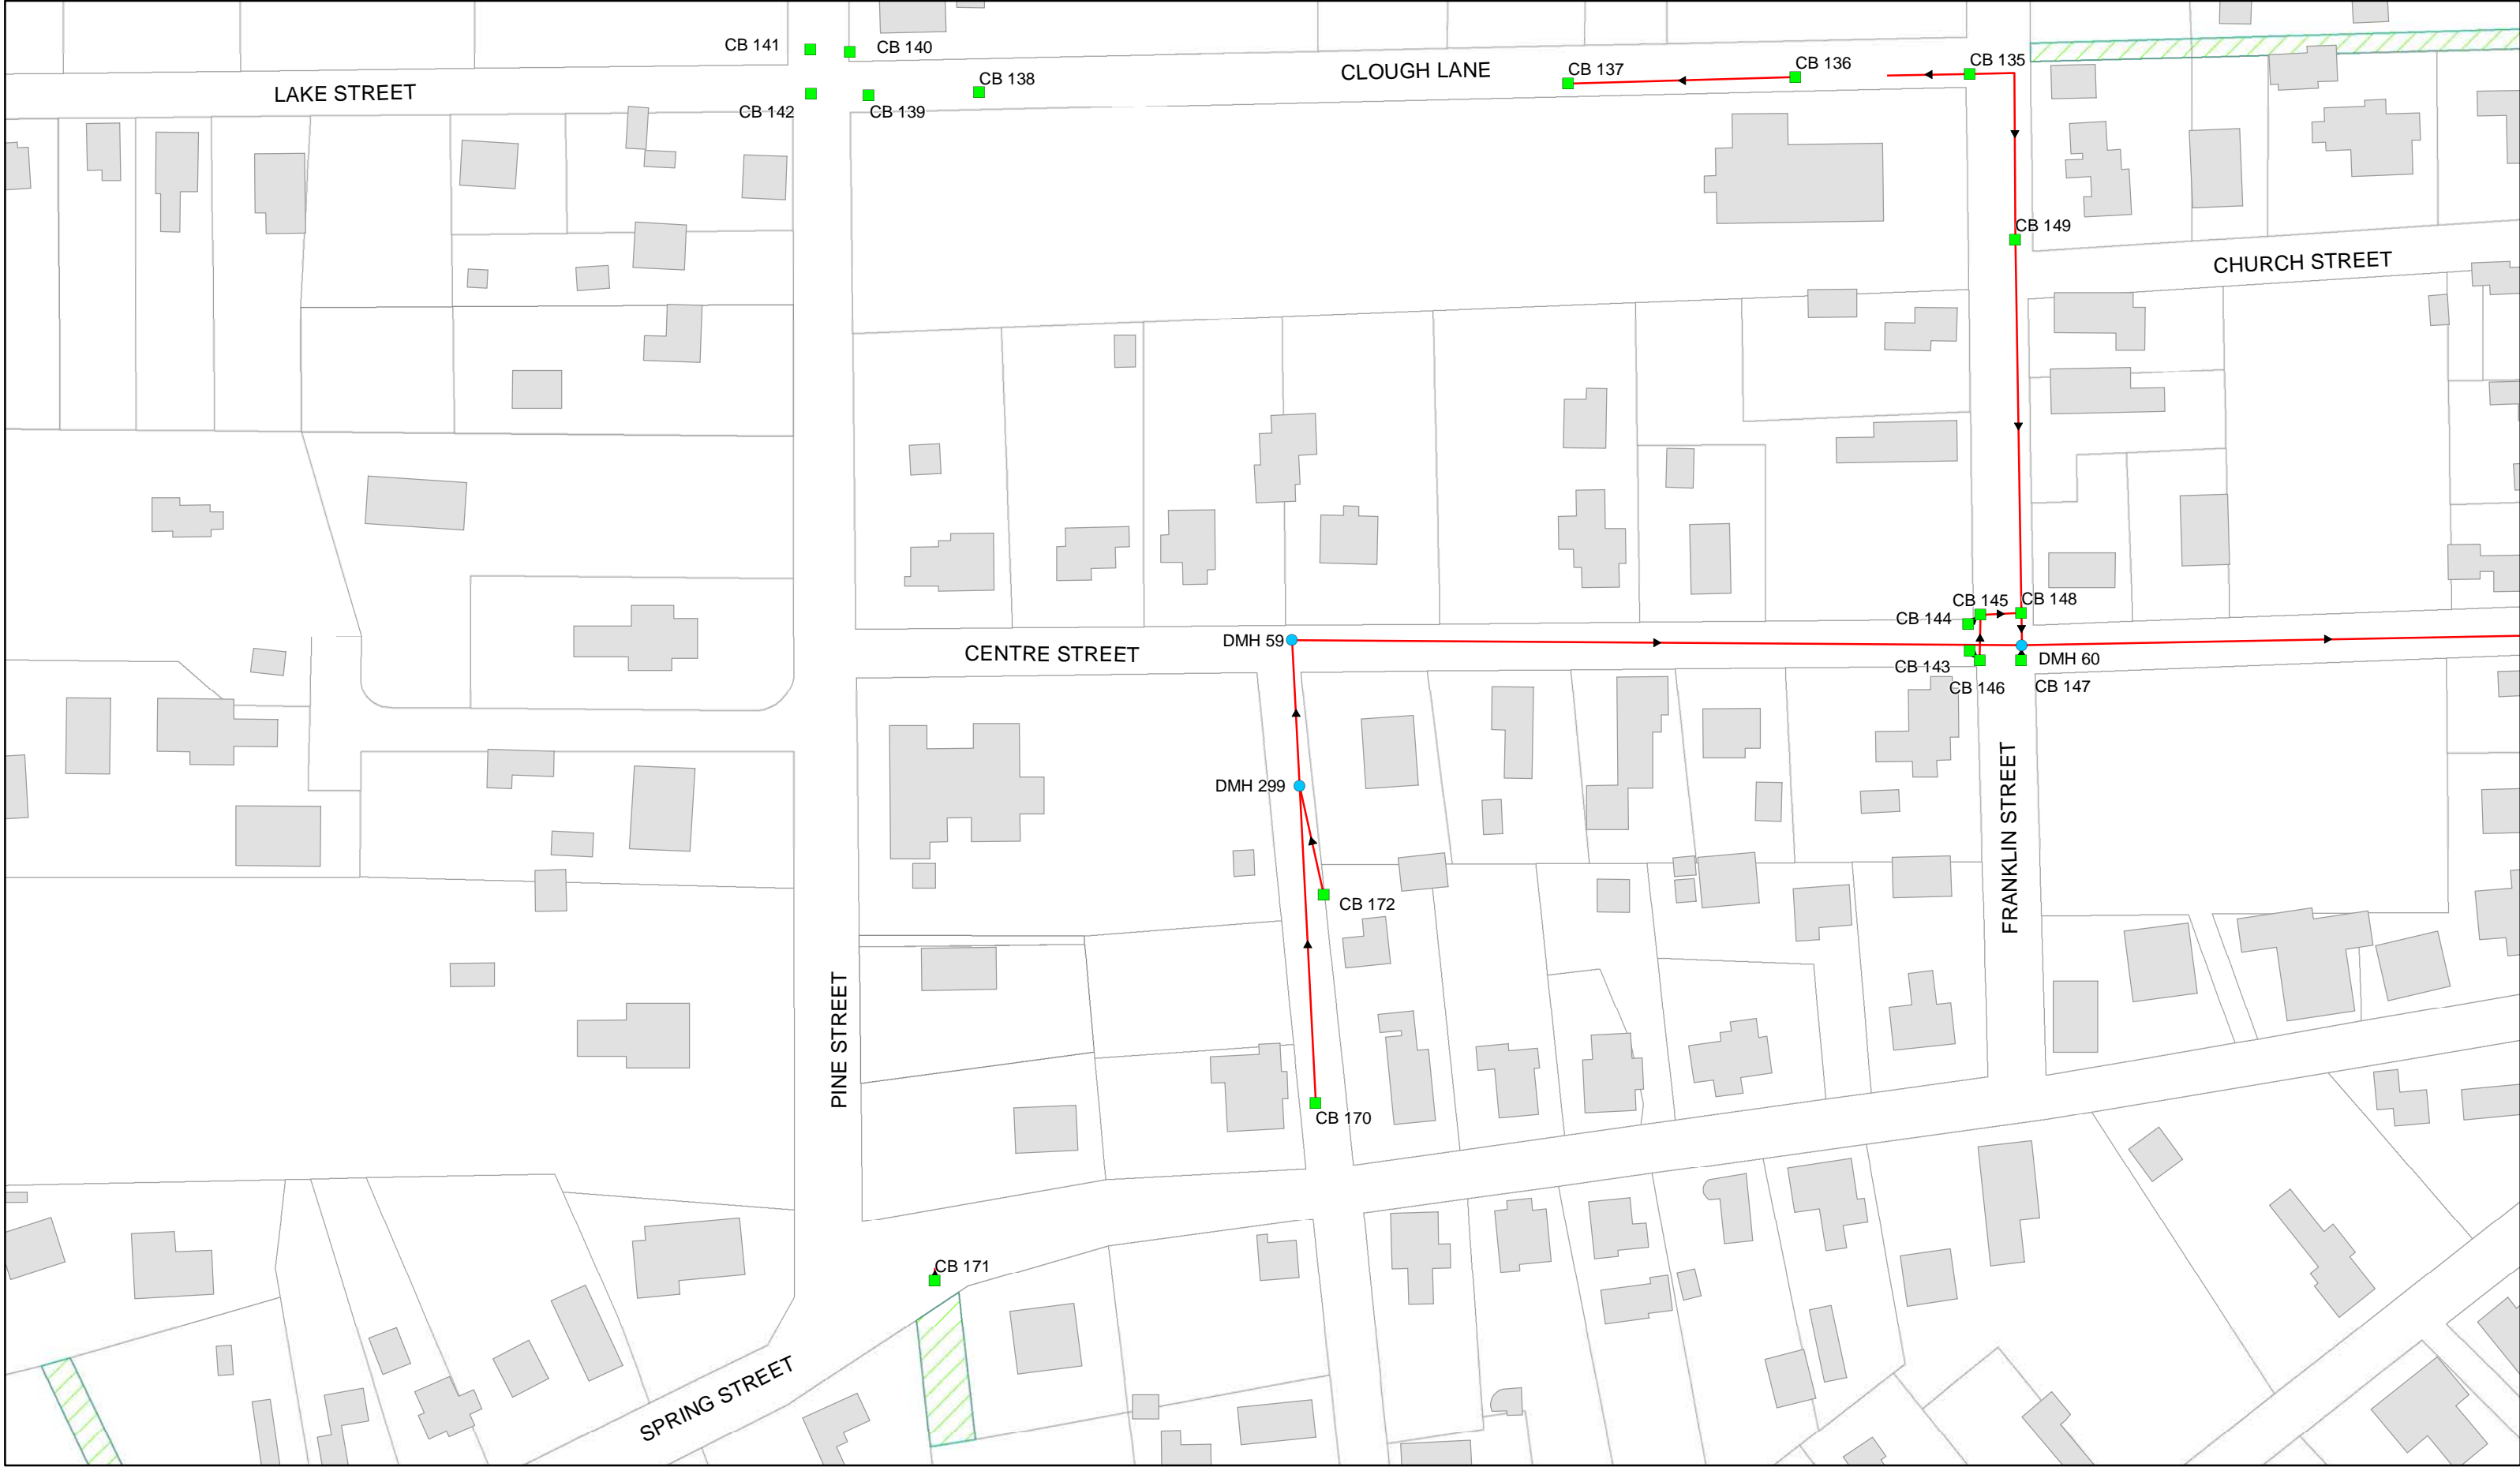 CB 141
CB 140
CLOUGH LANE
CB 137
CB 136
CB 135
LAKE STREET
CB 138
CB 142
CB 139
CB 149
CHURCH STREET
CB 145
CB 148
CB 144
DMH 59
CENTRE STREET
CB 143
DMH 60
CB 146
CB 147
DMH 299
FRANKLIN STREET
CB 172
PINE STREET
CB 170
CB 171
SPRING STREET